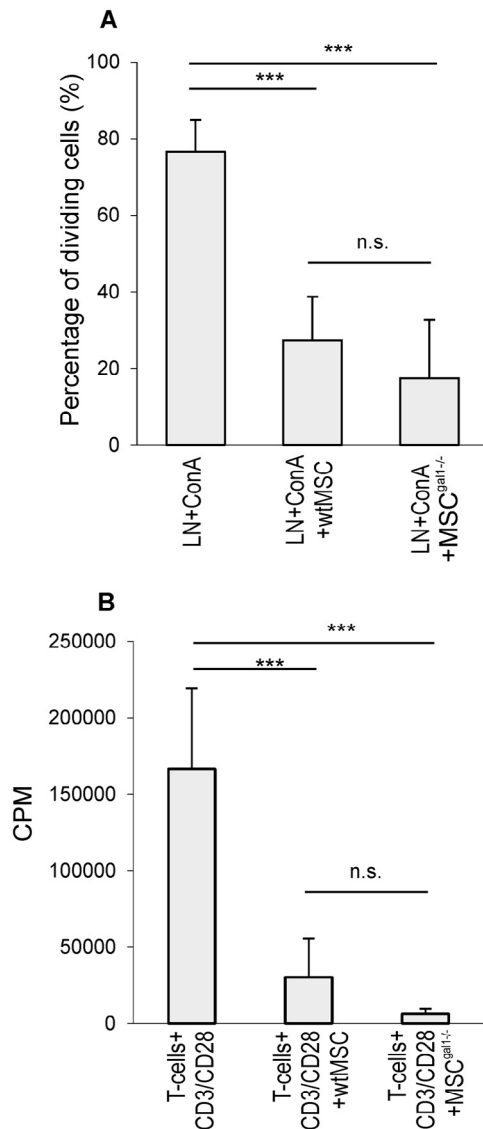 A
***
***
n.s.
Percentage of dividing cells (%)
100
80
60
40
20
0
LN+ConA
LN+ConA
+wtMSC
LN+ConA
+MSCgal1-/-
B
***
***
n.s.
CPM
250000
200000
150000
100000
50000
0
T-cells+
CD3/CD28
T-cells+
CD3/CD28
+wtMSC
T-cells+
CD3/CD28
+MSCgal1-/-